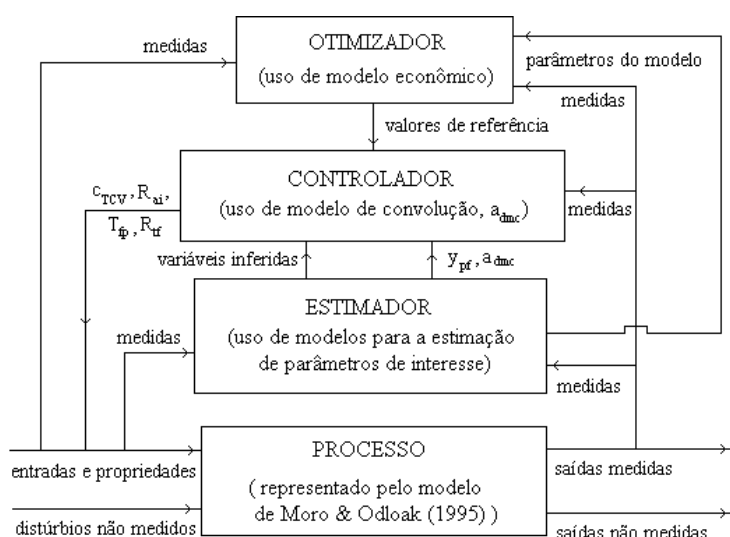 OTIMIZADOR
(uso de modelo econômico)
medidas
parâmetros do modelo
medidas
valores de referência
CONTROLADOR
(uso de modelo de convolução, a_dmc)
c_TCV, R_ai,
T_fp, R_tf
medidas
variáveis inferidas
y_pf, a_dmc
ESTIMADOR
(uso de modelos para a estimação
de parâmetros de interesse)
medidas
medidas
PROCESSO
( representado pelo modelo
de Moro & Odloak (1995) )
entradas e propriedades
distúrbios não medidos
saídas medidas
saídas não medidas